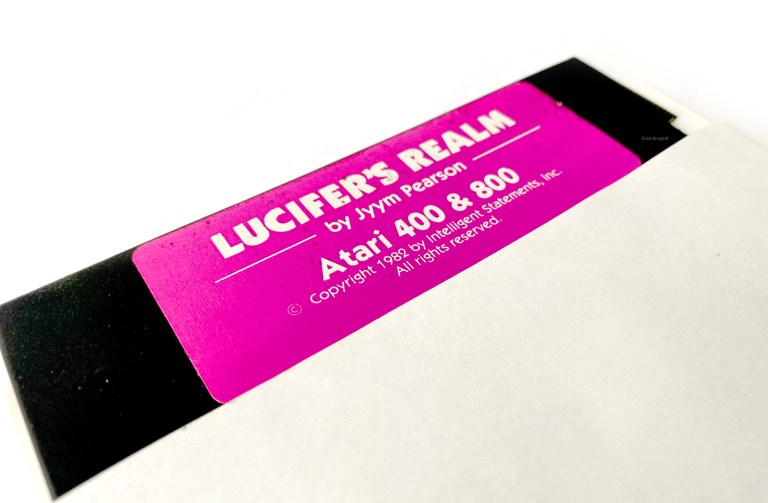 LUCIFER'S REALM
by Jyym Pearson
Atari 400 & 800
© Copyright 1982 by Intelligent Statements, Inc.
All rights reserved.